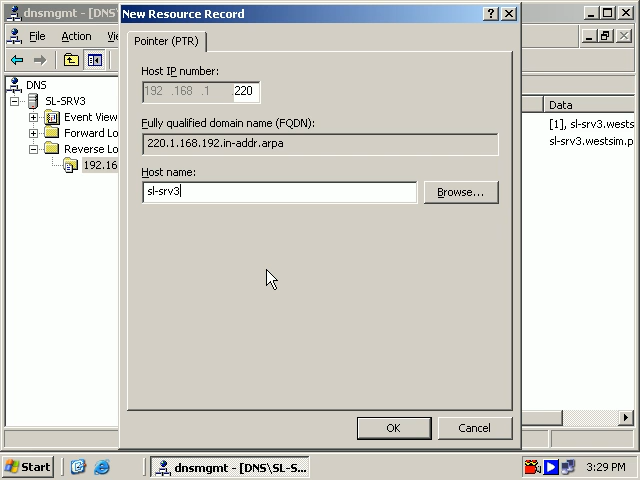 dnsmgmt - [DNS\
New Resource Record
File Action
Pointer (PTR)
Host IP number:
192 .168 .1 220
Fully qualified domain name (FQDN):
220.1.168.192.in-addr.arpa
Host name:
sl-srv3
Browse...
DNS
SL-SRV3
Event View
Forward Lo
Reverse Lo
192.16
Data
[1], sl-srv3.wests
sl-srv3.westsim.p
OK Cancel
Start
dnsmgmt - [DNS\SL-S...
3:29 PM